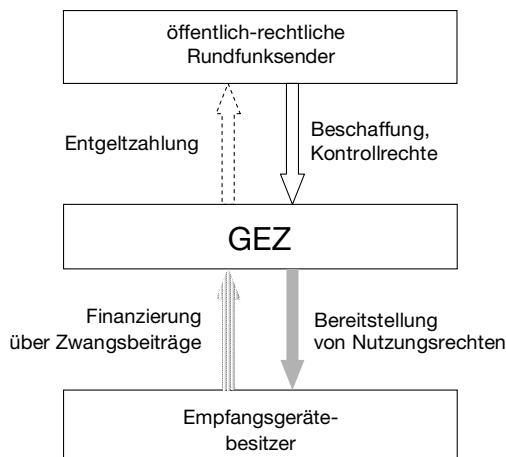 öffentlich-rechtliche
Rundfunksender
Entgeltzahlung
Beschaffung,
Kontrollrechte
GEZ
Finanzierung
über Zwangsbeiträge
Bereitstellung
von Nutzungsrechten
Empfangsgeräte-
besitzer